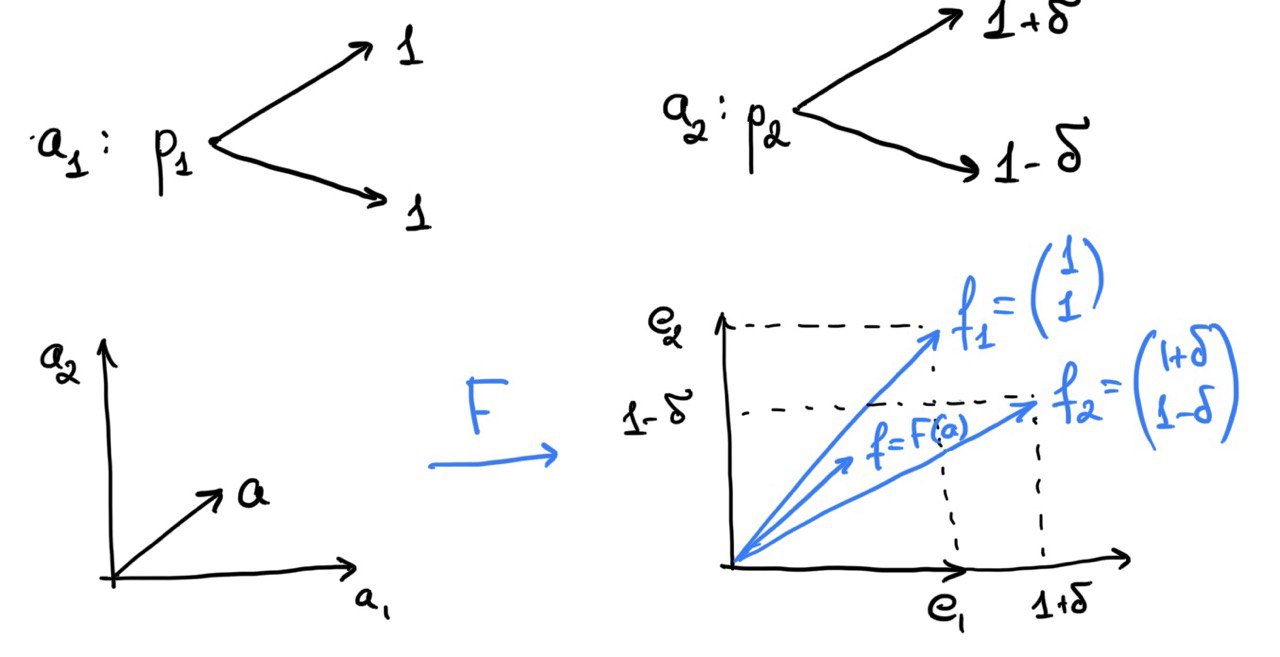 a₁ : p₁
1
1
a₂ : p₂
1+δ
1-δ
a₂
a
a₁
F
e₂
1-δ
f₁ = (1
1)
f₂ = (1+δ
1-δ)
f = F(a)
e₁
1+δ